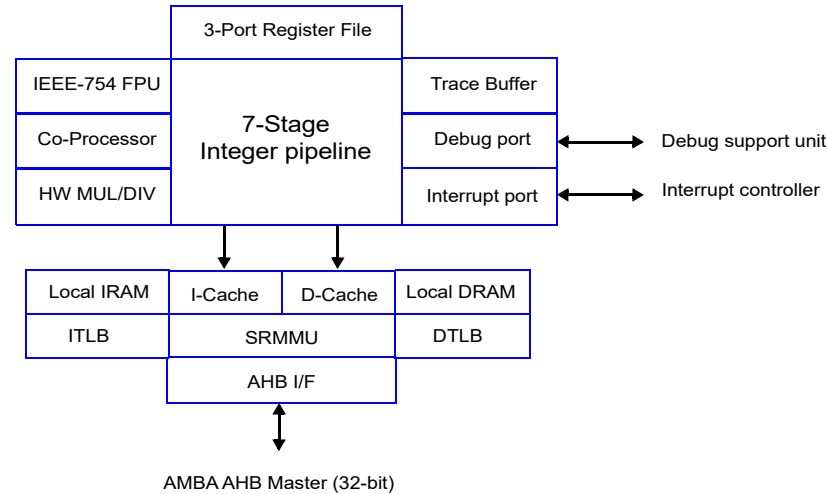 3-Port Register File
IEEE-754 FPU
Trace Buffer
7-Stage
Integer pipeline
Co-Processor
Debug port
Debug support unit
HW MUL/DIV
Interrupt port
Interrupt controller
Local IRAM
I-Cache
D-Cache
Local DRAM
ITLB
SRMMU
DTLB
AHB I/F
AMBA AHB Master (32-bit)